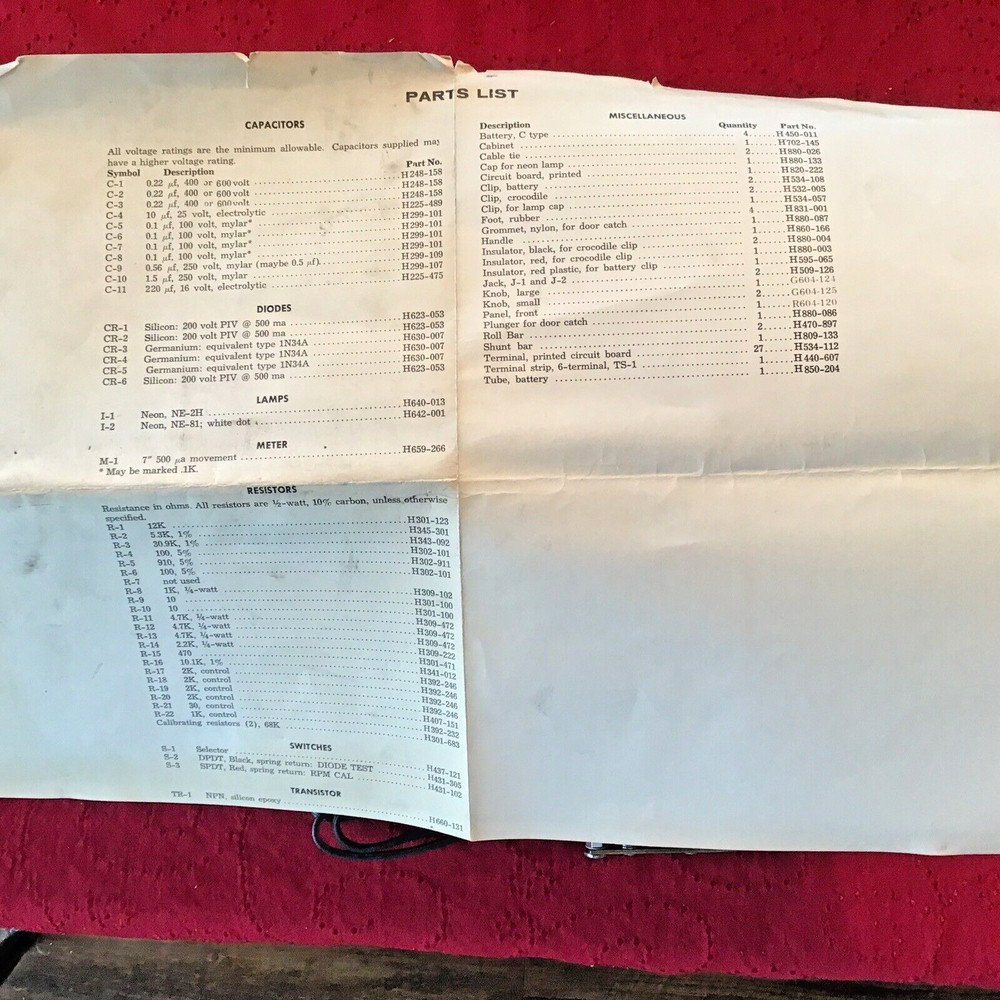 PARTS LIST
CAPACITORS
All voltage ratings are the minimum allowable. Capacitors supplied may
have a higher voltage rating.
Symbol Description Part No.
C-1 0.22 μf, 400 or 600 volt H248-158
C-2 0.22 μf, 400 or 600 volt H248-158
C-3 0.22 μf, 400 or 600 volt H248-158
C-4 10 μf, 25 volt, electrolytic H225-489
C-5 0.1 μf, 100 volt, mylar* H299-101
C-6 0.1 μf, 100 volt, mylar* H299-101
C-7 0.1 μf, 100 volt, mylar* H299-101
C-8 0.1 μf, 100 volt, mylar* H299-101
C-9 0.56 μf, 250 volt, mylar (maybe 0.5 μf) H299-109
C-10 1.5 μf, 250 volt, mylar H299-107
C-11 220 μf, 16 volt, electrolytic H225-475
DIODES
CR-1 Silicon: 200 volt PIV @ 500 ma H623-053
CR-2 Silicon: 200 volt PIV @ 500 ma H623-053
CR-3 Germanium: equivalent type 1N34A H630-007
CR-4 Germanium: equivalent type 1N34A H630-007
CR-5 Germanium: equivalent type 1N34A H630-007
CR-6 Silicon: 200 volt PIV @ 500 ma H623-053
LAMPS
I-1 Neon, NE-2H H640-013
I-2 Neon, NE-81; white dot H642-001
METER
M-1 7" 500 μa movement H659-266
* May be marked .1K.
RESISTORS
Resistance in ohms. All resistors are ½-watt, 10% carbon, unless otherwise
specified.
R-1 12K H301-123
R-2 5.3K, 1% H345-301
R-3 30.9K, 1% H343-092
R-4 100, 5% H302-101
R-5 910, 5% H302-911
R-6 100, 5% H302-101
R-7 not used
R-8 1K, ¼-watt H309-102
R-9 10 H301-100
R-10 10 H301-100
R-11 4.7K, ¼-watt H309-472
R-12 4.7K, ¼-watt H309-472
R-13 4.7K, ¼-watt H309-472
R-14 2.2K, ¼-watt H309-222
R-15 470 H301-471
R-16 10.1K, 1% H341-012
R-17 2K, control H392-246
R-18 2K, control H392-246
R-19 2K, control H392-246
R-20 2K, control H392-246
R-21 30, control H407-151
R-22 1K, control H392-232
Calibrating resistors (2), 68K H301-683
SWITCHES
S-1 Selector H437-121
S-2 DPDT, Black, spring return: DIODE TEST H431-305
S-3 SPDT, Red, spring return: RPM CAL H431-102
TRANSISTOR
TR-1 NPN, silicon epoxy H660-131
MISCELLANEOUS
Description Quantity Part No.
Battery, C type 4 H450-011
Cabinet 1 H702-145
Cable tie 2 H880-026
Cap for neon lamp 1 H880-133
Circuit board, printed 1 H820-222
Clip, battery 2 H534-108
Clip, crocodile 2 H532-005
Clip, for lamp cap 1 H534-057
Foot, rubber 4 H831-001
Grommet, nylon, for door catch 1 H880-087
Handle 1 H860-166
Insulator, black, for crocodile clip 2 H880-004
Insulator, red, for crocodile clip 1 H880-003
Insulator, red plastic, for battery clip 1 H595-065
Jack, J-1 and J-2 2 H509-126
Knob, large 1 G604-124
Knob, small 2 G604-125
Panel, front 1 R604-120
Plunger for door catch 1 H880-086
Roll Bar 2 H470-897
Shunt bar 1 H809-133
Terminal, printed circuit board 27 H534-112
Terminal strip, 6-terminal, TS-1 1 H440-607
Tube, battery 1 H850-204